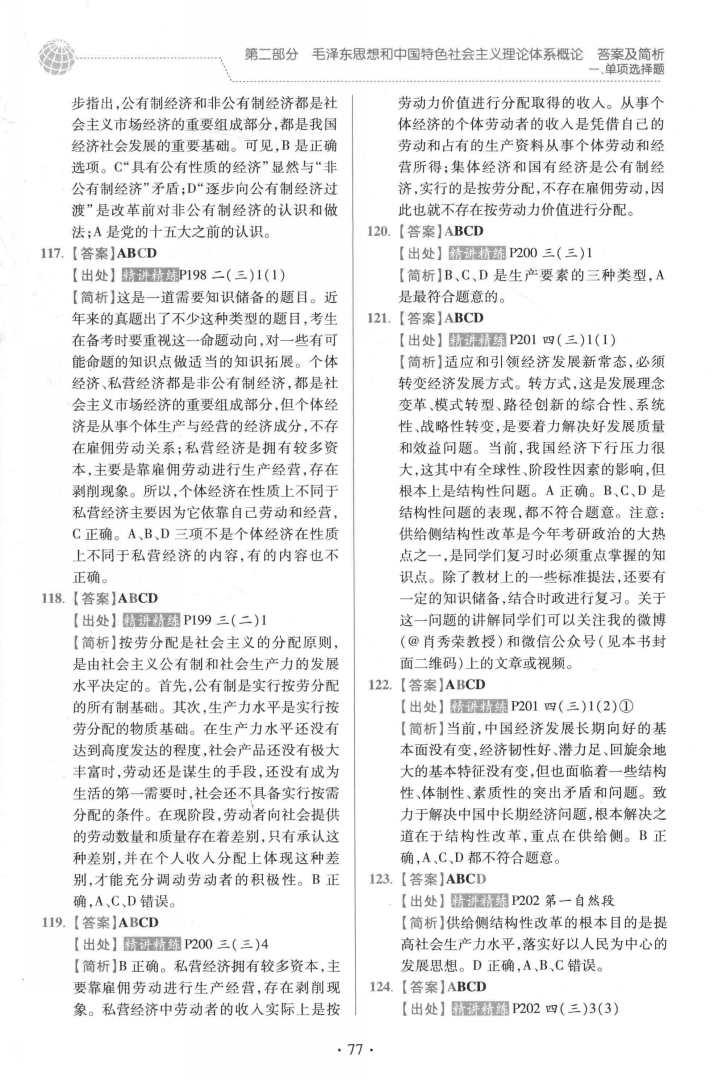 第二部分 毛泽东思想和中国特色社会主义理论体系概论 答案及简析
一、单项选择题
步指出,公有制经济和非公有制经济都是社
会主义市场经济的重要组成部分,都是我国
经济社会发展的重要基础。可见,B 是正确
选项。C“具有公有性质的经济”显然与“非
公有制经济”矛盾;D“逐步向公有制经济过
渡”是改革前对非公有制经济的认识和做
法;A 是党的十五大之前的认识。
117. 【答案】ABCD
【出处】精讲精练P198 二(三)1(1)
【简析】这是一道需要知识储备的题目。近
年来的真题出了不少这种类型的题目,考生
在备考时要重视这一命题动向,对一些有可
能命题的知识点做适当的知识拓展。个体
经济、私营经济都是非公有制经济,都是社
会主义市场经济的重要组成部分,但个体经
济是从事个体生产与经营的经济成分,不存
在雇佣劳动关系;私营经济是拥有较多资
本,主要是靠雇佣劳动进行生产经营,存在
剥削现象。所以,个体经济在性质上不同于
私营经济主要因为它依靠自己劳动和经营,
C 正确。A、B、D 三项不是个体经济在性质
上不同于私营经济的内容,有的内容也不
正确。
118. 【答案】ABCD
【出处】精讲精练 P199 三(二)1
【简析】按劳分配是社会主义的分配原则,
是由社会主义公有制和社会生产力的发展
水平决定的。首先,公有制是实行按劳分配
的所有制基础。其次,生产力水平是实行按
劳分配的物质基础。在生产力水平还没有
达到高度发达的程度,社会产品还没有极大
丰富时,劳动还是谋生的手段,还没有成为
生活的第一需要时,社会还不具备实行按需
分配的条件。在现阶段,劳动者向社会提供
的劳动数量和质量存在着差别,只有承认这
种差别,并在个人收入分配上体现这种差
别,才能充分调动劳动者的积极性。B 正
确,A、C、D 错误。
119. 【答案】ABCD
【出处】精讲精练 P200 三(三)4
【简析】B 正确。私营经济拥有较多资本,主
要靠雇佣劳动进行生产经营,存在剥削现
象。私营经济中劳动者的收入实际上是按
劳动力价值进行分配取得的收入。从事个
体经济的个体劳动者的收入是凭借自己的
劳动和占有的生产资料从事个体劳动和经
营所得;集体经济和国有经济是公有制经
济,实行的是按劳分配,不存在雇佣劳动,因
此也就不存在按劳动力价值进行分配。
120. 【答案】ABCD
【出处】精讲精练 P200 三(三)1
【简析】B、C、D 是生产要素的三种类型,A
是最符合题意的。
121. 【答案】ABCD
【出处】精讲精练 P201 四(三)1(1)
【简析】适应和引领经济发展新常态,必须
转变经济发展方式。转方式,这是发展理念
变革、模式转型、路径创新的综合性、系统
性、战略性转变,是要着力解决好发展质量
和效益问题。当前,我国经济下行压力很
大,这其中有全球性、阶段性因素的影响,但
根本上是结构性问题。A 正确。B、C、D 是
结构性问题的表现,都不符合题意。注意:
供给侧结构性改革是今年考研政治的大热
点之一,是同学们复习时必须重点掌握的知
识点。除了教材上的一些标准提法,还要有
一定的知识储备,结合时政进行复习。关于
这一问题的讲解同学们可以关注我的微博
(@肖秀荣教授)和微信公众号(见本书封
面二维码)上的文章或视频。
122. 【答案】ABCD
【出处】精讲精练 P201 四(三)1(2)①
【简析】当前,中国经济发展长期向好的基
本面没有变,经济韧性好、潜力足、回旋余地
大的基本特征没有变,但也面临着一些结构
性、体制性、素质性的突出矛盾和问题。致
力于解决中国中长期经济问题,根本解决之
道在于结构性改革,重点在供给侧。B 正
确,A、C、D 都不符合题意。
123. 【答案】ABCD
【出处】精讲精练 P202 第一自然段
【简析】供给侧结构性改革的根本目的是提
高社会生产力水平,落实好以人民为中心的
发展思想。D 正确,A、B、C 错误。
124. 【答案】ABCD
【出处】精讲精练 P202 四(三)3(3)
· 77 ·